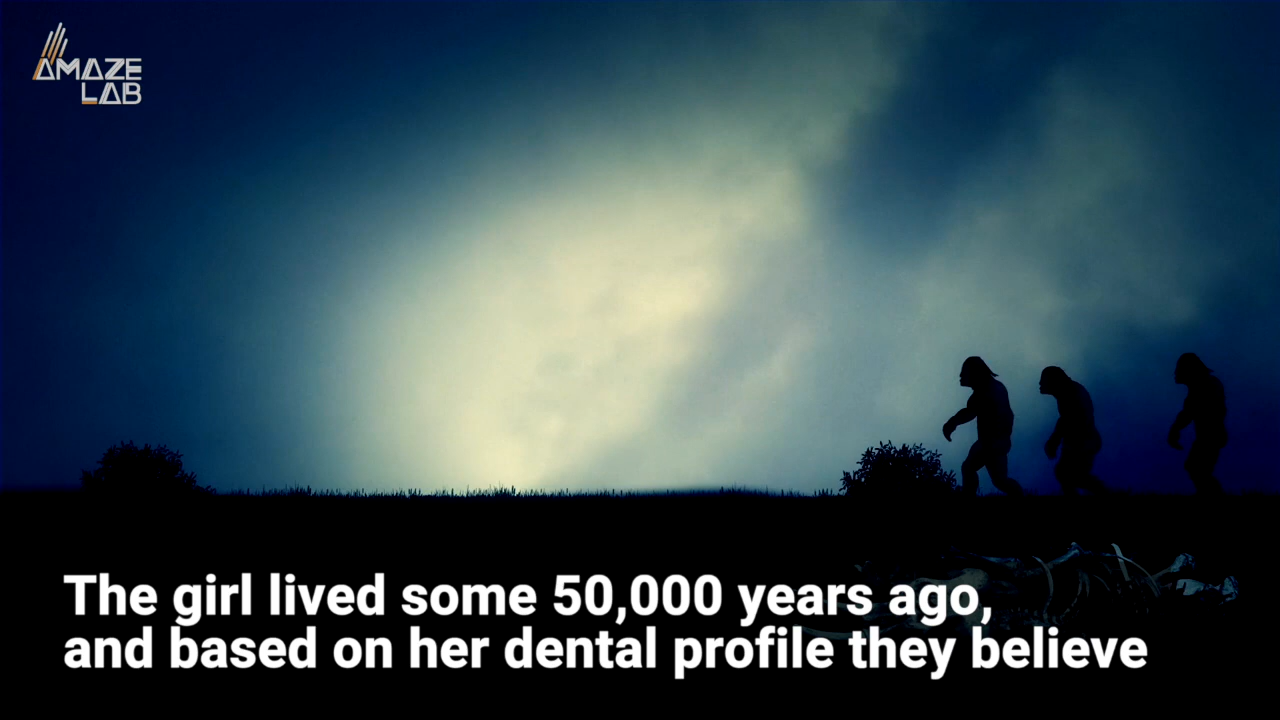 AMAZE
LAB
The girl lived some 50,000 years ago,
and based on her dental profile they believe